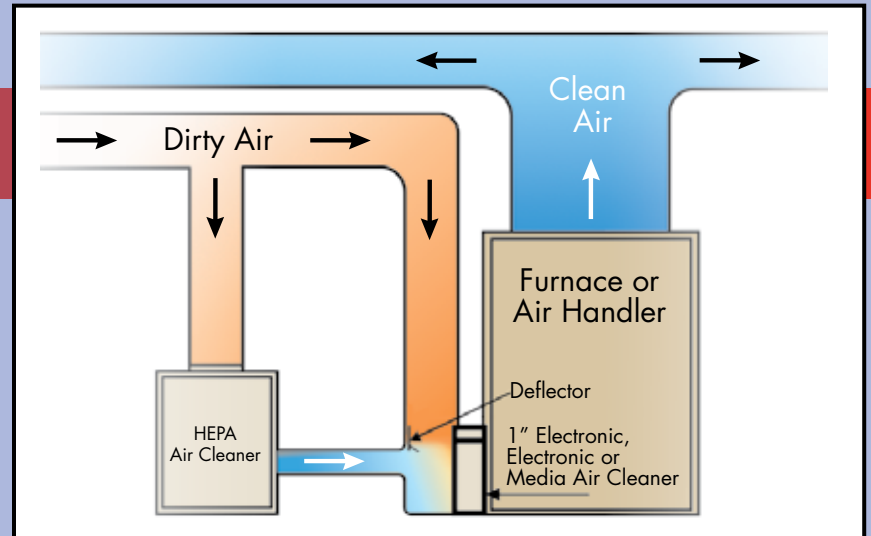 Clean
Air
Dirty Air
Furnace or
Air Handler
Deflector
HEPA
Air Cleaner
1” Electronic,
Electronic or
Media Air Cleaner